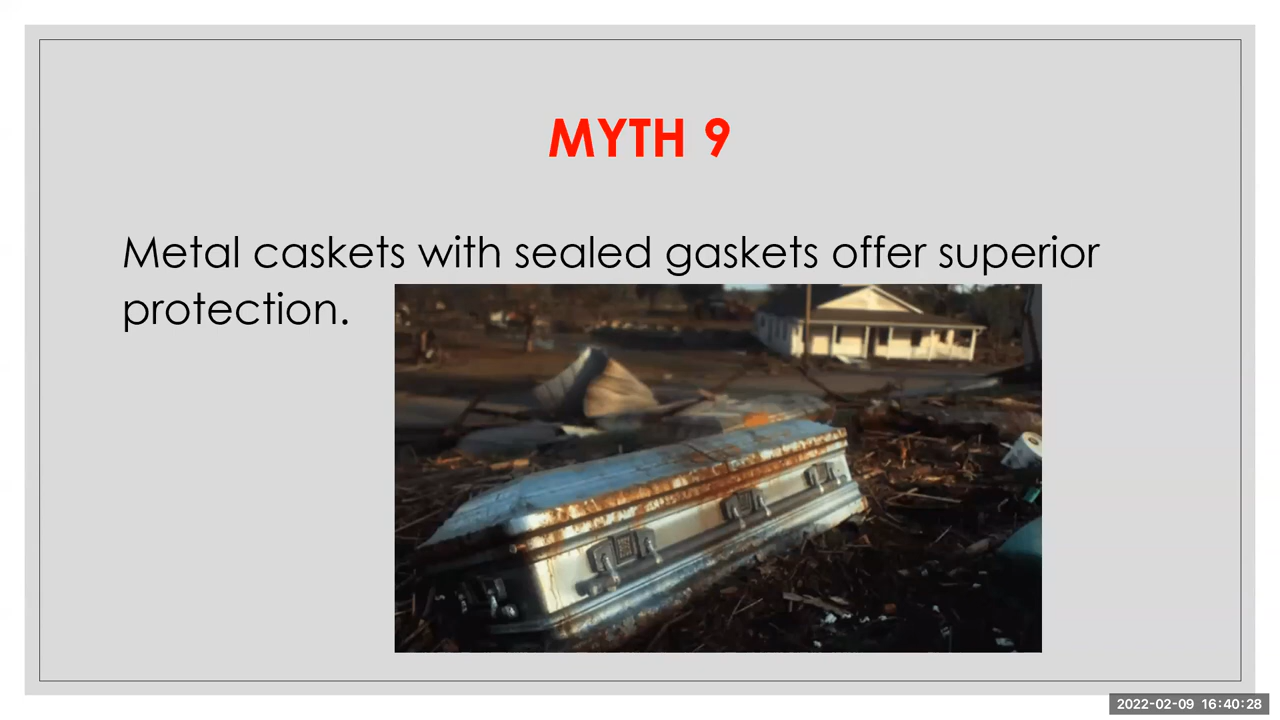 MYTH 9
Metal caskets with sealed gaskets offer superior
protection.
2022-02-09 16:40:28